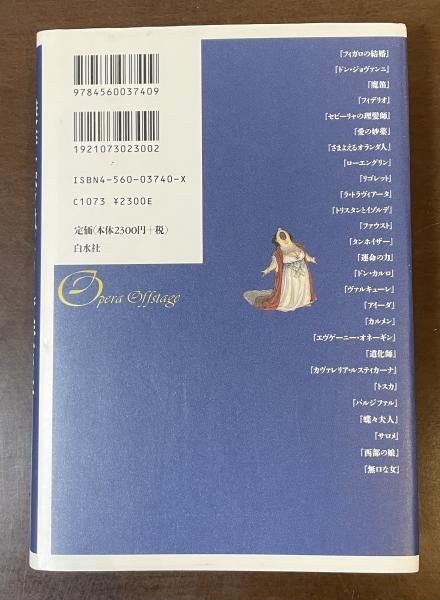 9784560037409
1921073023002
ISBN4-560-03740-X
C1073 ¥2300E
定価(本体2300円+税)
白水社
Opera Offstage
『フィガロの結婚』
『ドン・ジョヴァンニ』
『魔笛』
『フィデリオ』
『セビーリャの理髪師』
『愛の妙薬』
『さまよえるオランダ人』
『ローエングリン』
『リゴレット』
『ラ・トラヴィアータ』
『トリスタンとイゾルデ』
『ファウスト』
『タンホイザー』
『運命の力』
『ドン・カルロ』
『ヴァルキューレ』
『アイーダ』
『カルメン』
『エヴゲーニー・オネーギン』
『道化師』
『カヴァレリア・ルスティカーナ』
『トスカ』
『パルジファル』
『蝶々夫人』
『サロメ』
『西部の娘』
『無口な女』